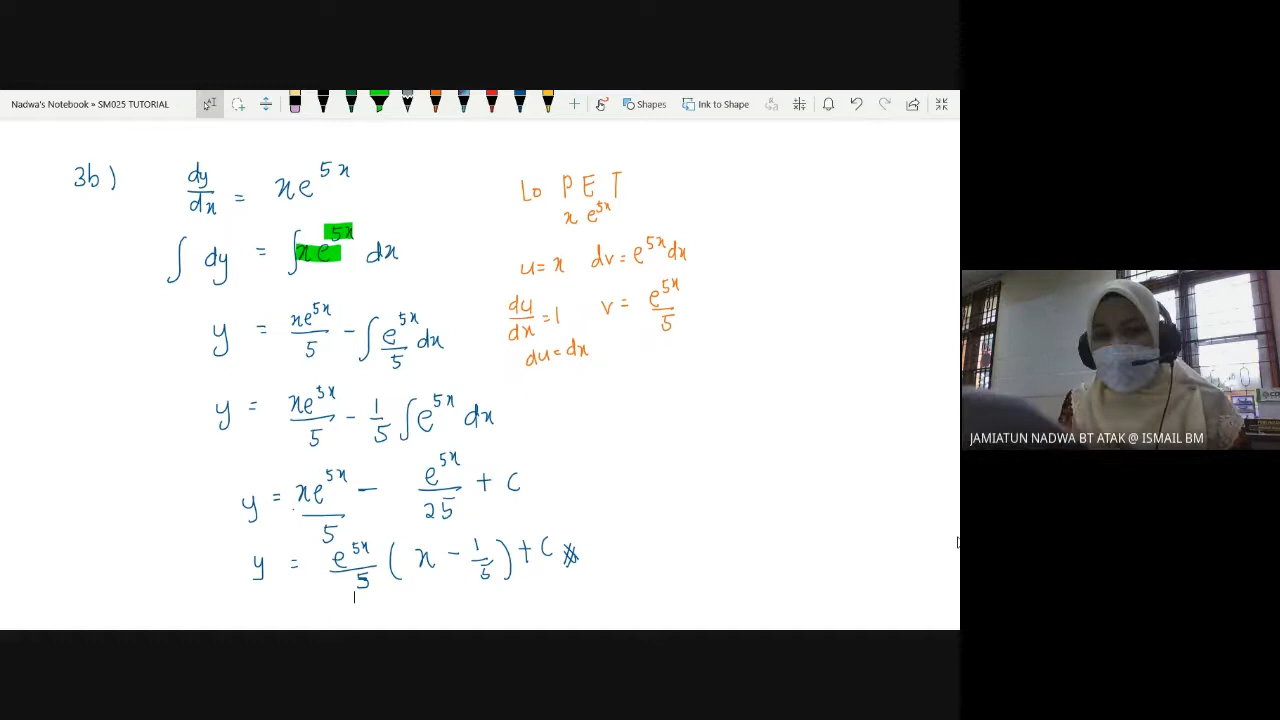 Nadwa's Notebook » SM025 TUTORIAL
Shapes
Ink to Shape
3b) dy/dx = xe^5x
∫ dy = ∫ xe^5x dx
y = xe^5x/5 - ∫ e^5x/5 dx
y = xe^5x/5 - 1/5 ∫ e^5x dx
y = xe^5x/5 - e^5x/25 + C
y = e^5x/5 ( x - 1/5 ) + C
Lo P E T
x e^5x
u = x dv = e^5x dx
du/dx = 1 v = e^5x/5
du = dx
JAMIATUN NADWA BT ATAK @ ISMAIL BM